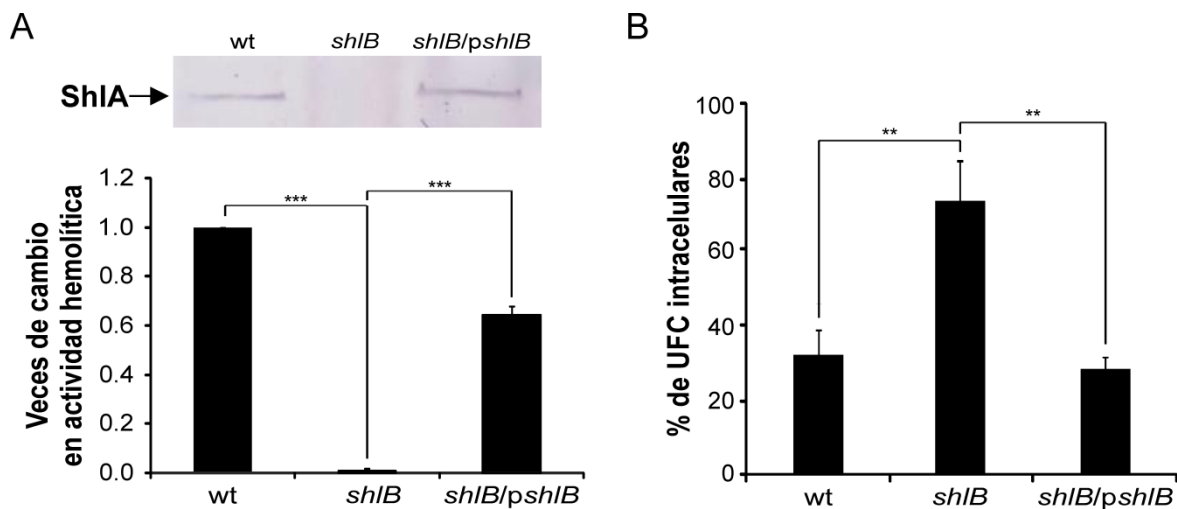 A
wt shlB shlB/pshlB
ShlA
Veces de cambio
en actividad hemolítica
1.2
1.0
0.8
0.6
0.4
0.2
0.0
***
***
wt shlB shlB/pshlB
B
% de UFC intracelulares
100
80
60
40
20
0
**
**
wt shlB shlB/pshlB